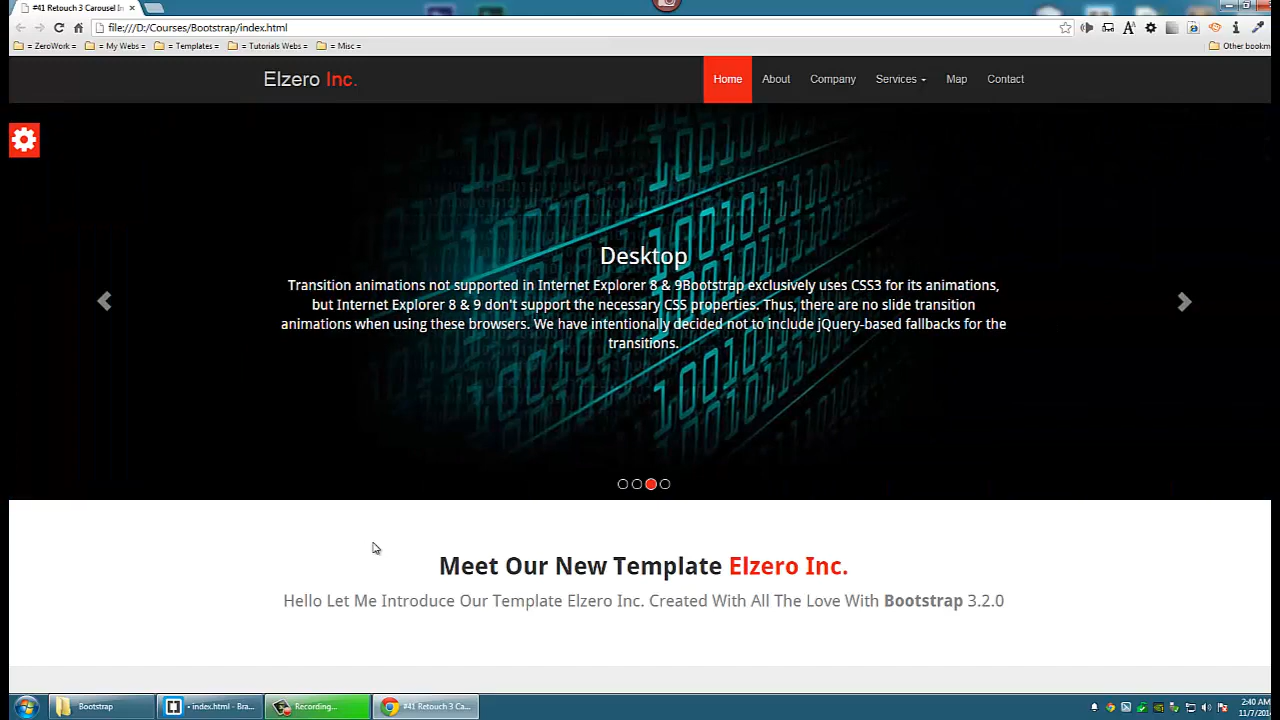 #41 Retouch 3 Carousel In
file:///D:/Courses/Bootstrap/index.html
= ZeroWork = = My Webs = = Templates = = Tutorials Webs = = Misc = Other bookm
Elzero Inc. Home About Company Services Map Contact
Desktop
Transition animations not supported in Internet Explorer 8 & 9Bootstrap exclusively uses CSS3 for its animations,
but Internet Explorer 8 & 9 don't support the necessary CSS properties. Thus, there are no slide transition
animations when using these browsers. We have intentionally decided not to include jQuery-based fallbacks for the
transitions.
Meet Our New Template Elzero Inc.
Hello Let Me Introduce Our Template Elzero Inc. Created With All The Love With Bootstrap 3.2.0
Bootstrap • index.html - Bra... Recording... #41 Retouch 3 Ca... 2:40 AM
11/7/201